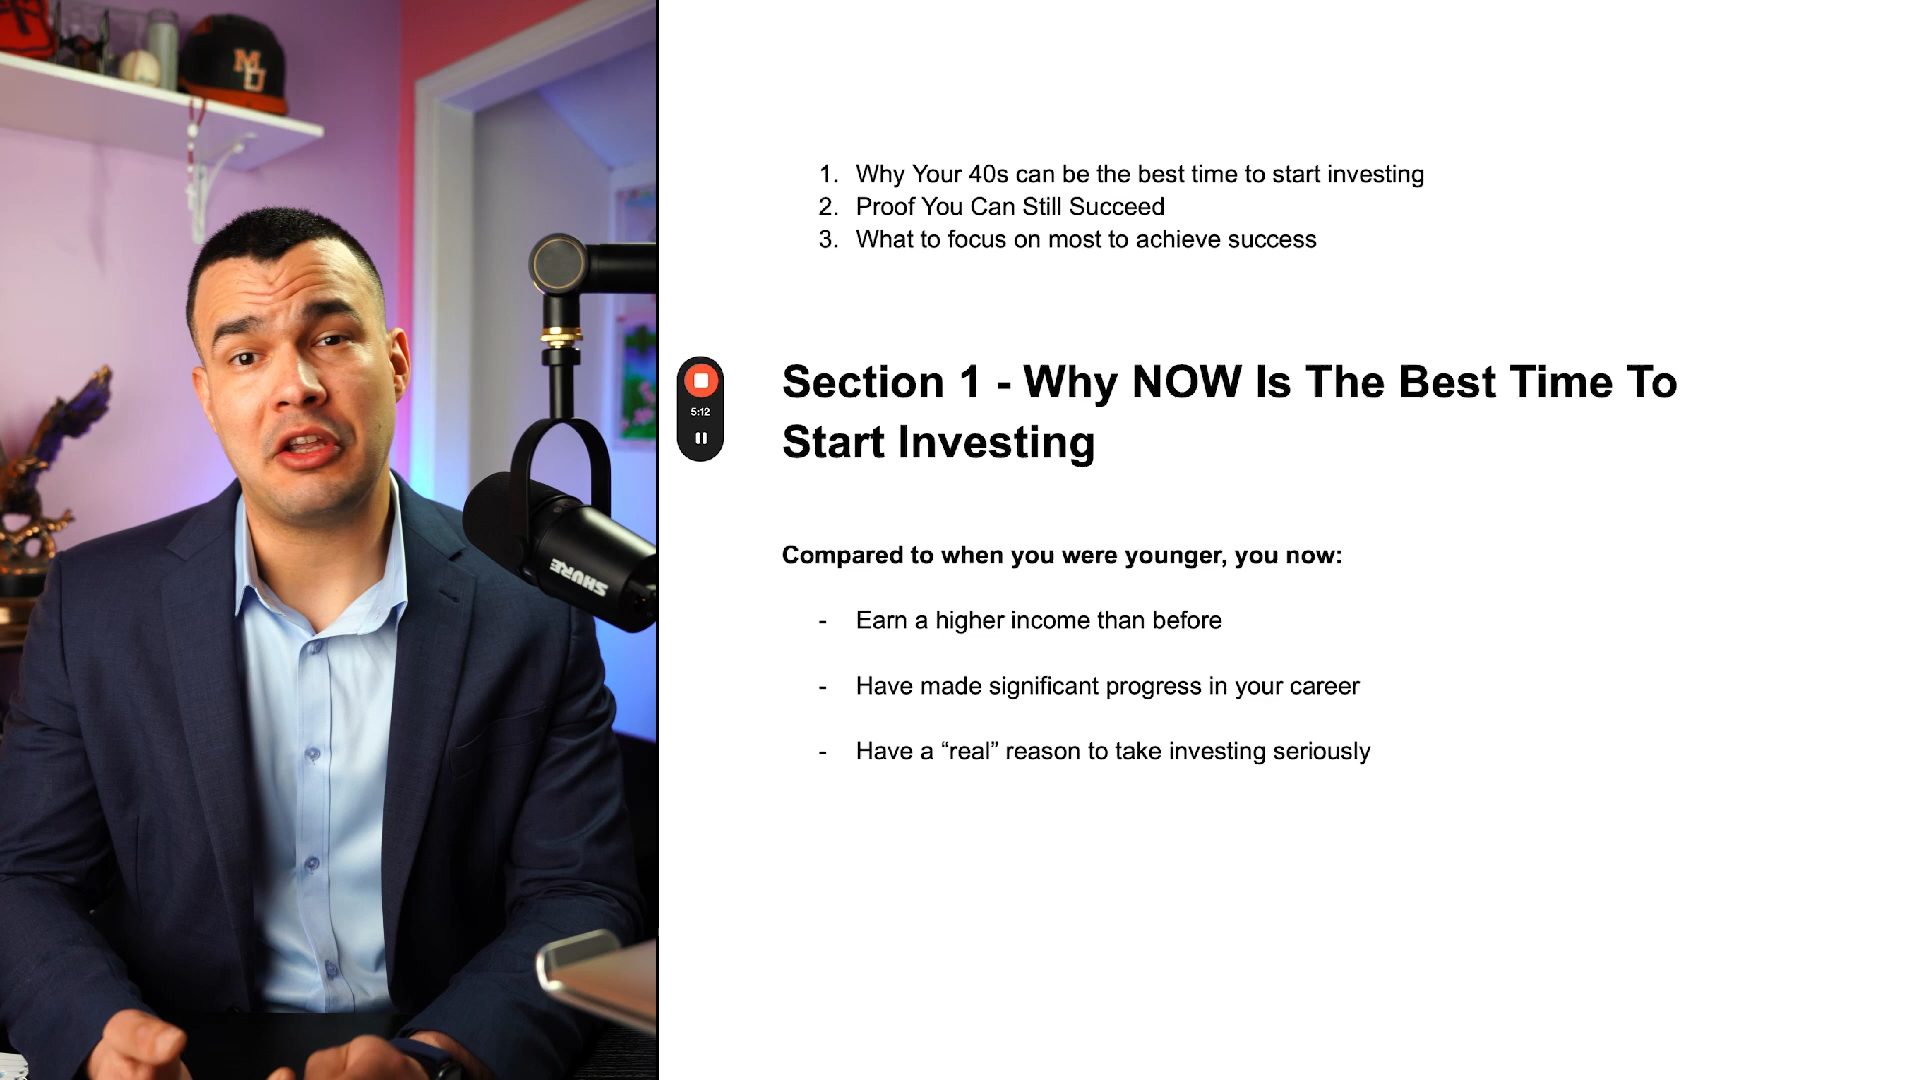 MU
SHURE
1. Why Your 40s can be the best time to start investing
2. Proof You Can Still Succeed
3. What to focus on most to achieve success
Section 1 - Why NOW Is The Best Time To
Start Investing
5:12
Compared to when you were younger, you now:
- Earn a higher income than before
- Have made significant progress in your career
- Have a “real” reason to take investing seriously